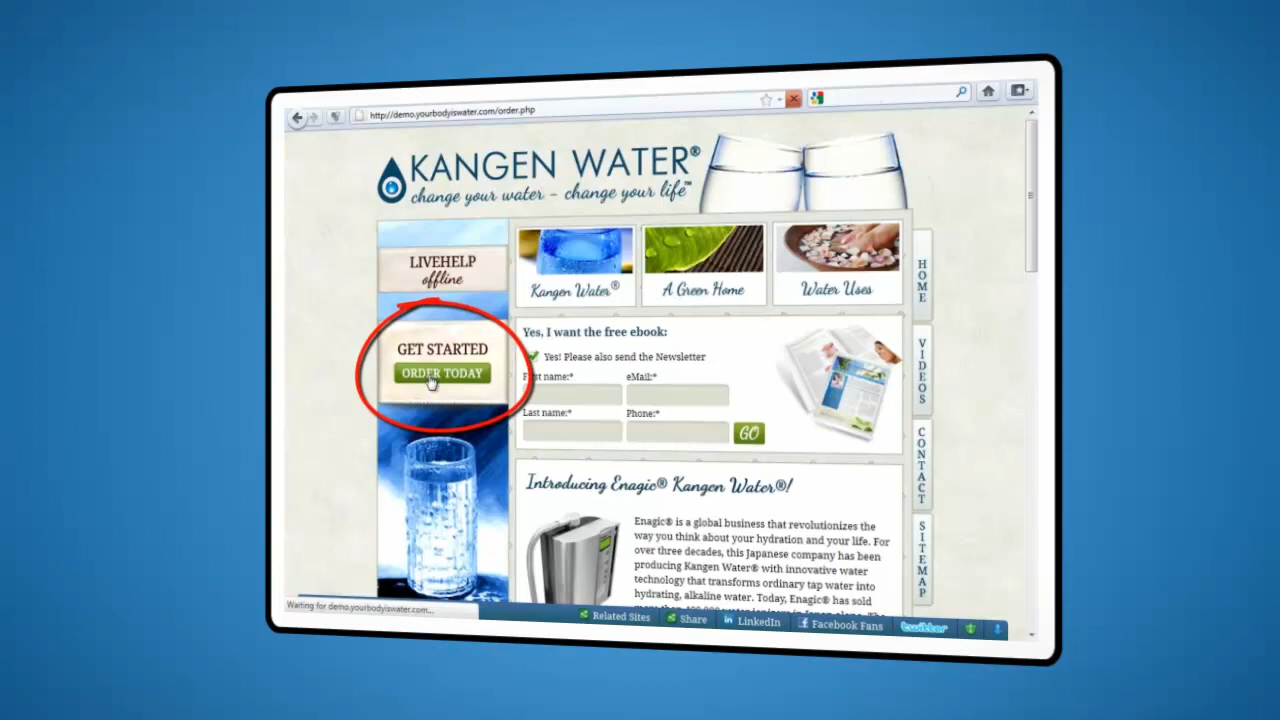 http://demo.yourbodyiswater.com/order.php
KANGEN WATER®
change your water - change your life™
LIVEHELP
offline
GET STARTED
ORDER TODAY
Kangen Water®
A Green Home
Water Uses
Yes, I want the free ebook:
Yes! Please also send the Newsletter
First name:*
eMail:*
Last name:*
Phone:*
GO
HOME
VIDEOS
CONTACT
SITEMAP
Introducing Enagic® Kangen Water®!
Enagic® is a global business that revolutionizes the
way you think about your hydration and your life. For
over three decades, this Japanese company has been
producing Kangen Water® with innovative water
technology that transforms ordinary tap water into
hydrating, alkaline water. Today, Enagic® has sold
Waiting for demo.yourbodyiswater.com...
Related Sites
Share
LinkedIn
Facebook Fans
twitter